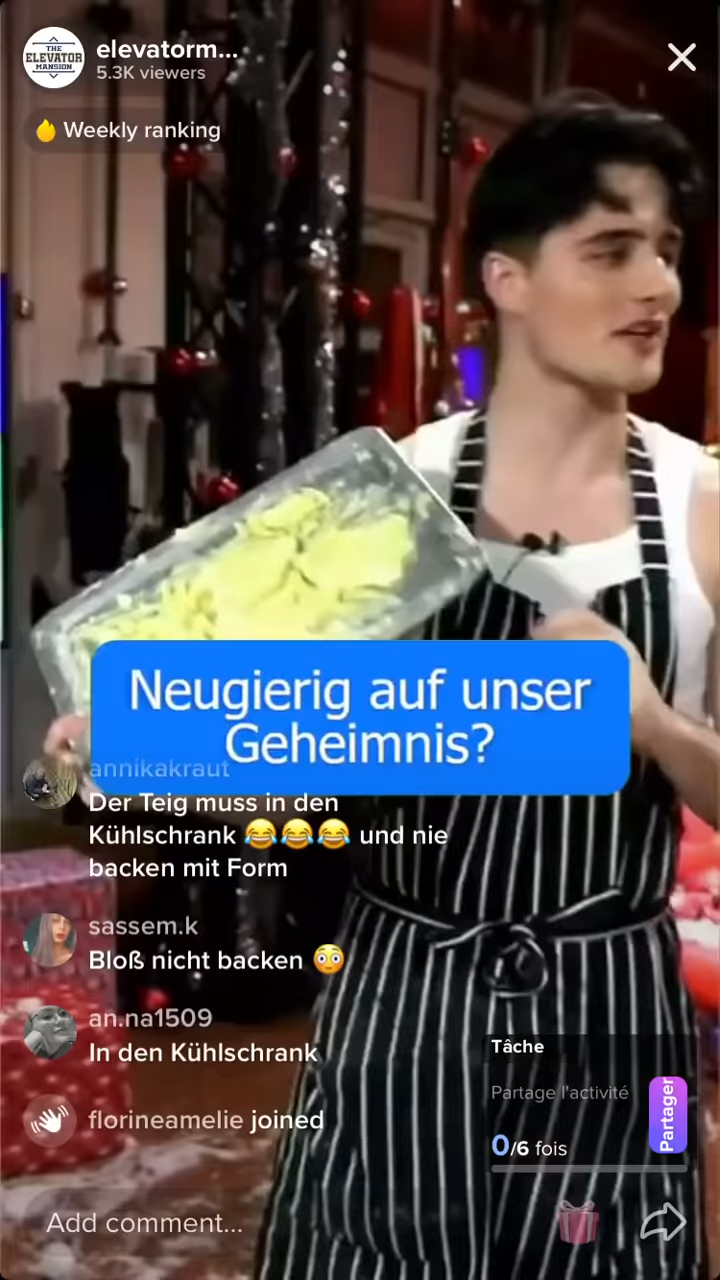 THE
ELEVATOR
MANSION
elevatorm...
5.3K viewers
Weekly ranking
Neugierig auf unser
Geheimnis?
annikakraut
Der Teig muss in den
Kühlschrank 😂😂😂 und nie
backen mit Form
sassem.k
Bloß nicht backen 😳
an.na1509
In den Kühlschrank
florineamelie joined
Tâche
Partage l'activité
0/6 fois
Partager
Add comment...